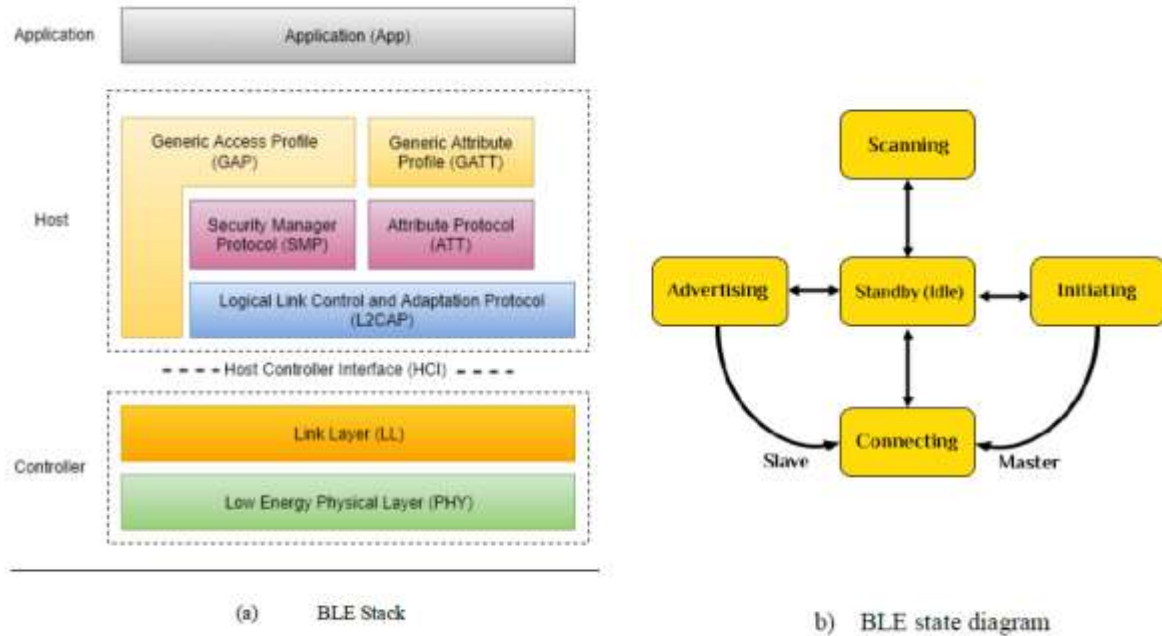 Application
Application (App)
Host
Generic Access Profile
(GAP)
Generic Attribute
Profile (GATT)
Security Manager
Protocol (SMP)
Attribute Protocol
(ATT)
Logical Link Control and Adaptation Protocol
(L2CAP)
Host Controller Interface (HCI)
Controller
Link Layer (LL)
Low Energy Physical Layer (PHY)
(a) BLE Stack
Scanning
Advertising
Standby (Idle)
Initiating
Connecting
Slave
Master
b) BLE state diagram